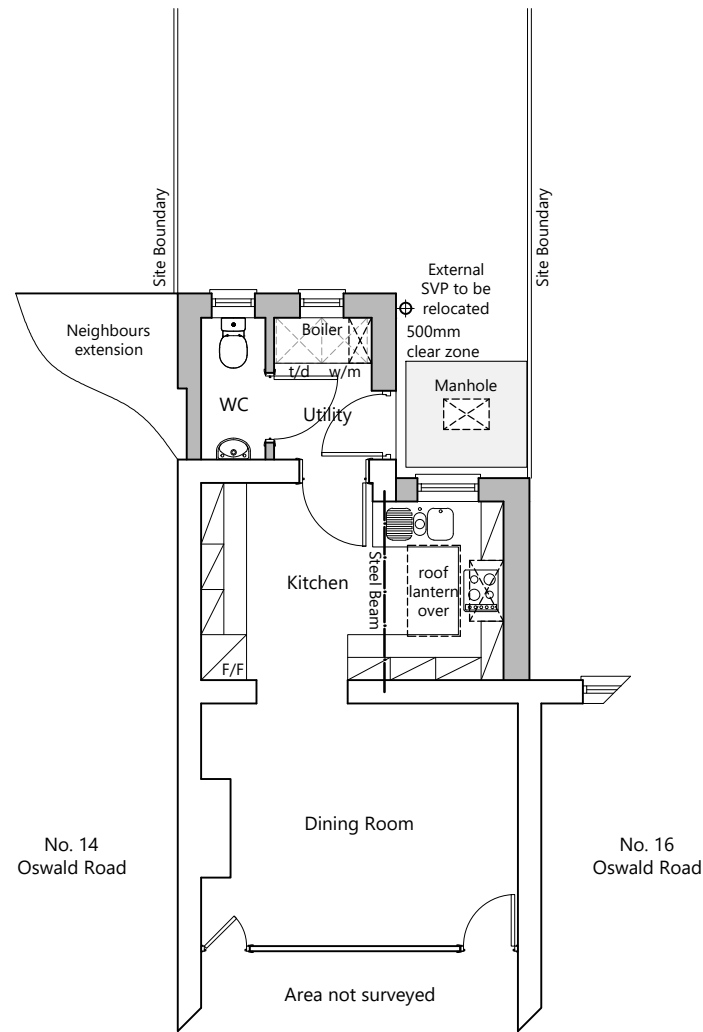 Site Boundary
Site Boundary
External
SVP to be
relocated
Neighbours
extension
Boiler
500mm
clear zone
t/d w/m
Manhole
WC
Utility
Kitchen
Steel Beam
roof
lantern
over
F/F
Dining Room
No. 14
Oswald Road
No. 16
Oswald Road
Area not surveyed